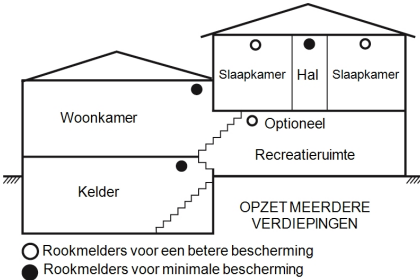 Slaapkamer Hal Slaapkamer
Woonkamer
Optioneel
Recreatieruimte
Kelder
OPZET MEERDERE
VERDIEPINGEN
Rookmelders voor een betere bescherming
Rookmelders voor minimale bescherming